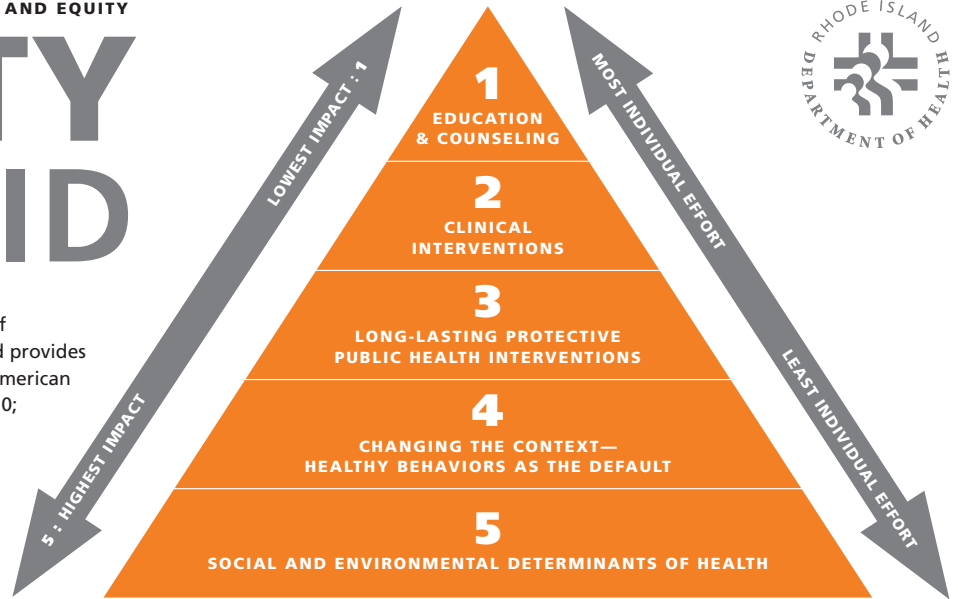 AND EQUITY
TY
ID
f
d provides
merican
0;
LOWEST IMPACT : 1
5 : HIGHEST IMPACT
1
EDUCATION
& COUNSELING
2
CLINICAL
INTERVENTIONS
3
LONG-LASTING PROTECTIVE
PUBLIC HEALTH INTERVENTIONS
4
CHANGING THE CONTEXT—
HEALTHY BEHAVIORS AS THE DEFAULT
5
SOCIAL AND ENVIRONMENTAL DETERMINANTS OF HEALTH
MOST INDIVIDUAL EFFORT
LEAST INDIVIDUAL EFFORT
RHODE ISLAND
DEPARTMENT OF HEALTH